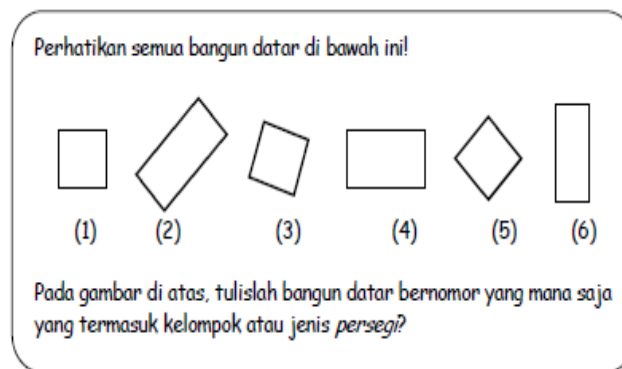 Perhatikan semua bangun datar di bawah ini!
(1) (2) (3) (4) (5) (6)
Pada gambar di atas, tulislah bangun datar bernomor yang mana saja
yang termasuk kelompok atau jenis persegi?